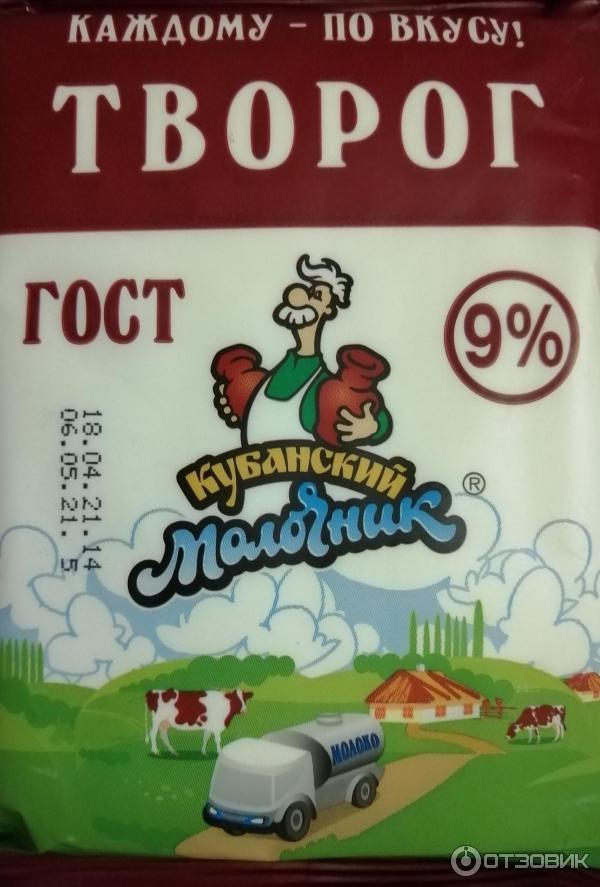 КАЖДОМУ – ПО ВКУСУ!
ТВОРОГ
ГОСТ
9%
18.04.21.14
06.05.21. 5
Кубанский
Молочник ®
МОЛОКО
ОТЗОВИК